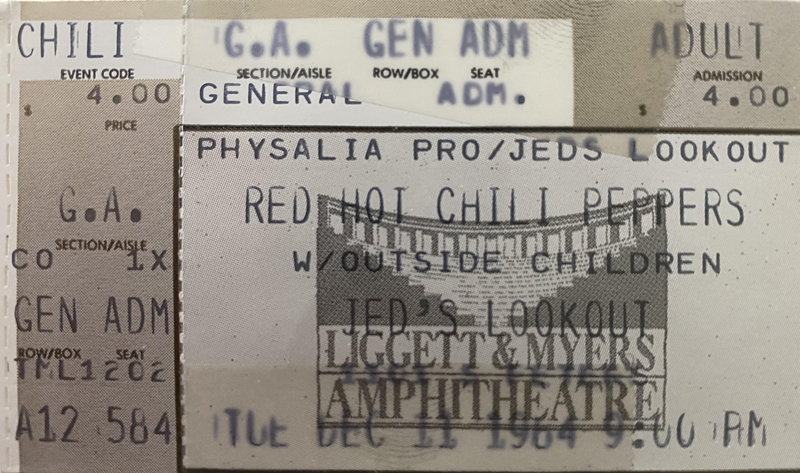 CHILI G.A. GEN ADM ADULT
EVENT CODE SECTION/AISLE ROW/BOX SEAT ADMISSION
$ 4.00 GENERAL ADM. $ 4.00
PRICE
PHYSALIA PRO/JEDS LOOKOUT
G.A. RED HOT CHILI PEPPERS
SECTION/AISLE
CO 1X W/OUTSIDE CHILDREN
GEN ADM JED'S LOOKOUT
ROW/BOX SEAT LIGGETT & MYERS
TML1202
AMPHITHEATRE
A12 584 TUE DEC 11 1984 9:00 PM